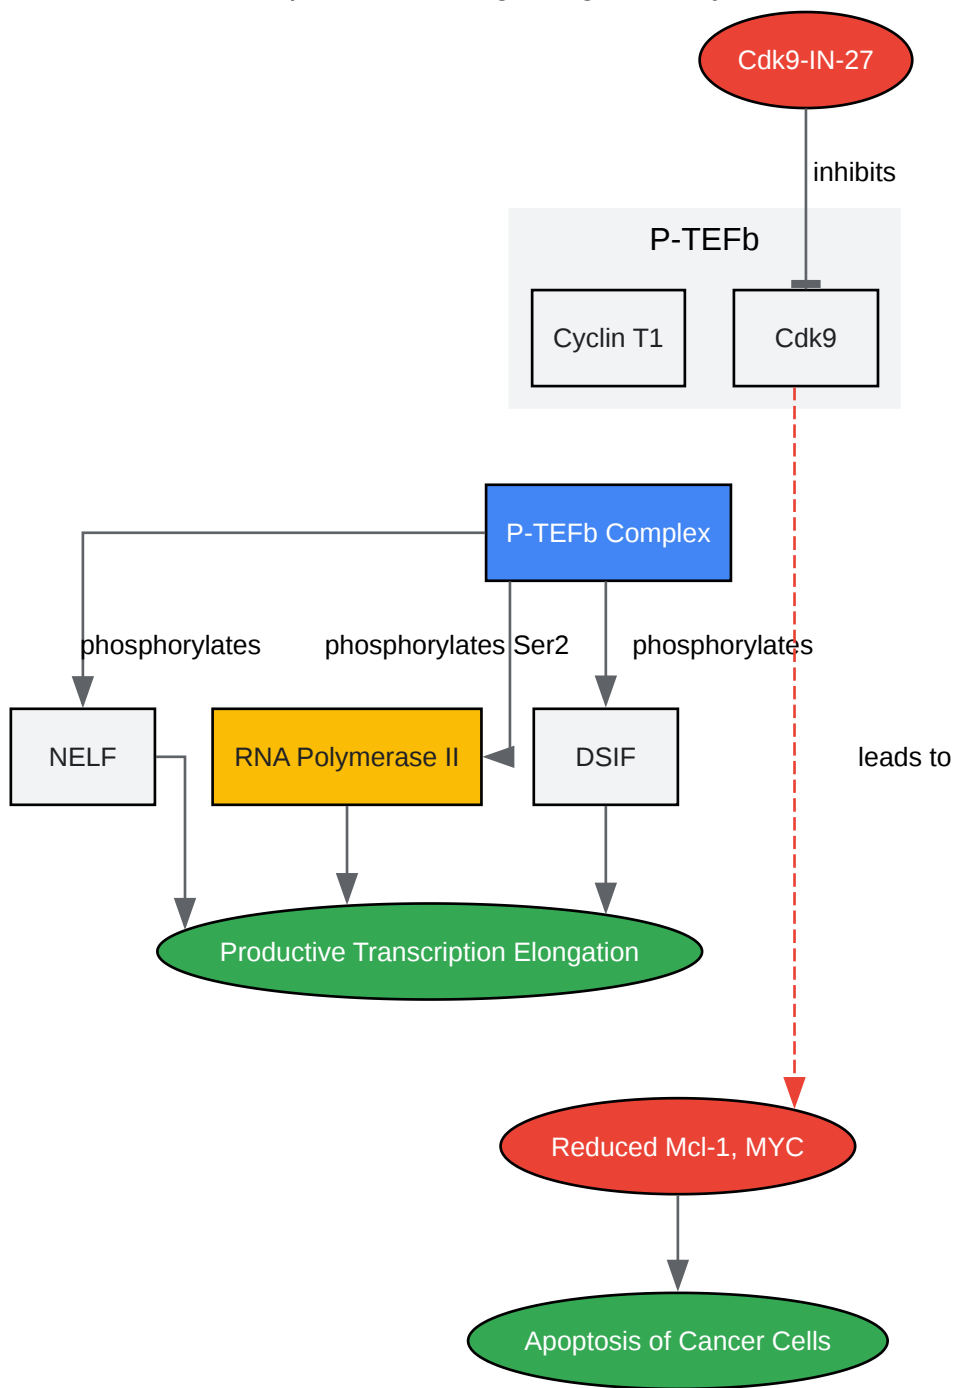 Cdk9-IN-27
inhibits
P-TEFb
Cyclin T1
Cdk9
P-TEFb Complex
phosphorylates
phosphorylates Ser2
phosphorylates
NELF
RNA Polymerase II
DSIF
leads to
Productive Transcription Elongation
Reduced Mcl-1, MYC
Apoptosis of Cancer Cells